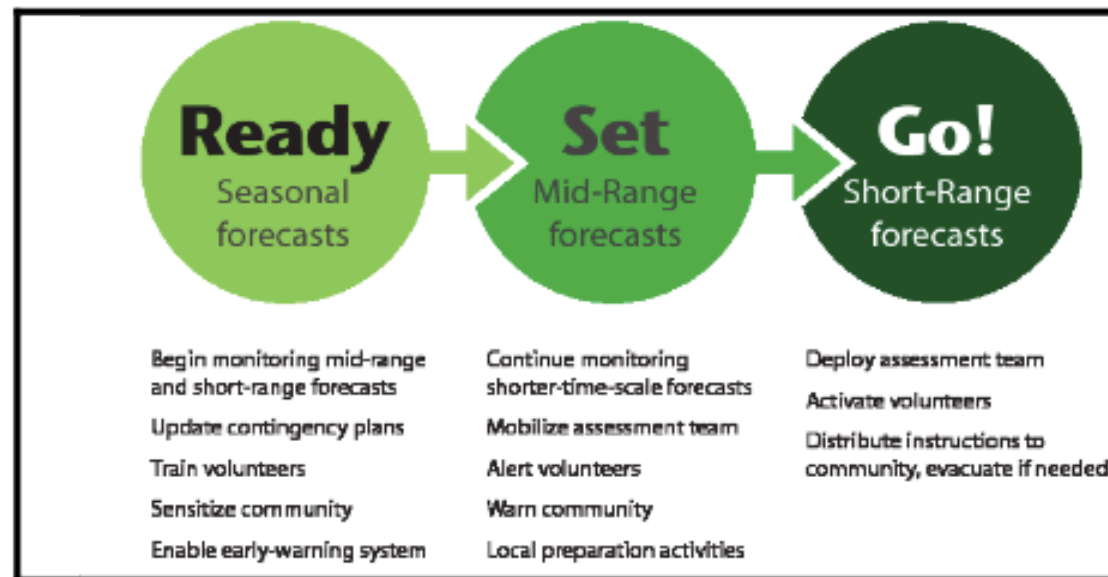 Ready
Seasonal
forecasts
Set
Mid-Range
forecasts
Go!
Short-Range
forecasts
Begin monitoring mid-range
and short-range forecasts
Update contingency plans
Train volunteers
Sensitize community
Enable early-warning system
Continue monitoring
shorter-time-scale forecasts
Mobilize assessment team
Alert volunteers
Warn community
Local preparation activities
Deploy assessment team
Activate volunteers
Distribute instructions to
community, evacuate if needed